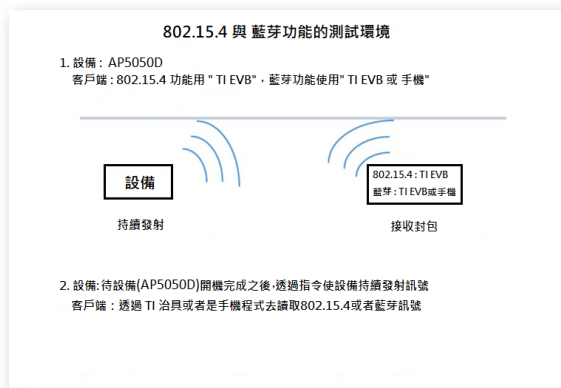 802.15.4 與 藍芽功能的測試環境
1. 設備 : AP5050D
客戶端 : 802.15.4 功能用 " TI EVB"，藍芽功能使用" TI EVB 或 手機"
設備
802.15.4 : TI EVB
藍芽 : TI EVB或手機
持續發射
接收封包
2. 設備:待設備(AP5050D)開機完成之後,透過指令使設備持續發射訊號
客戶端 : 透過 TI 治具或者是手機程式去讀取802.15.4或者藍芽訊號